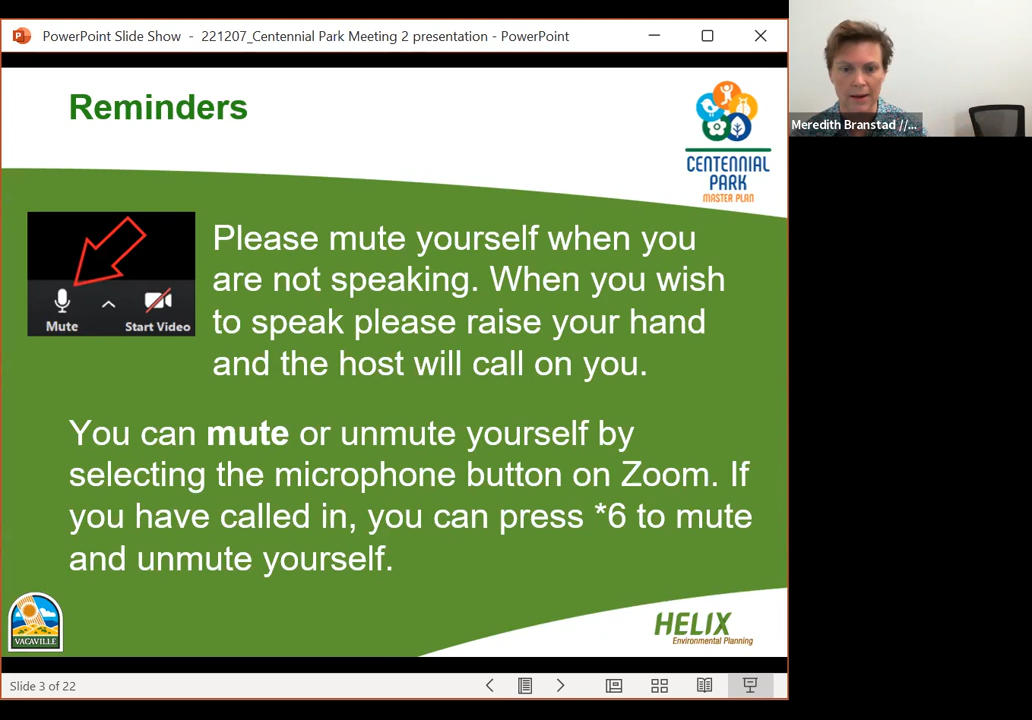 PowerPoint Slide Show - 221207_Centennial Park Meeting 2 presentation - PowerPoint
Meredith Branstad //...
Reminders
CENTENNIAL
PARK
MASTER PLAN
Mute
Start Video
Please mute yourself when you
are not speaking. When you wish
to speak please raise your hand
and the host will call on you.
You can mute or unmute yourself by
selecting the microphone button on Zoom. If
you have called in, you can press *6 to mute
and unmute yourself.
VACAVILLE
HELIX
Environmental Planning
Slide 3 of 22